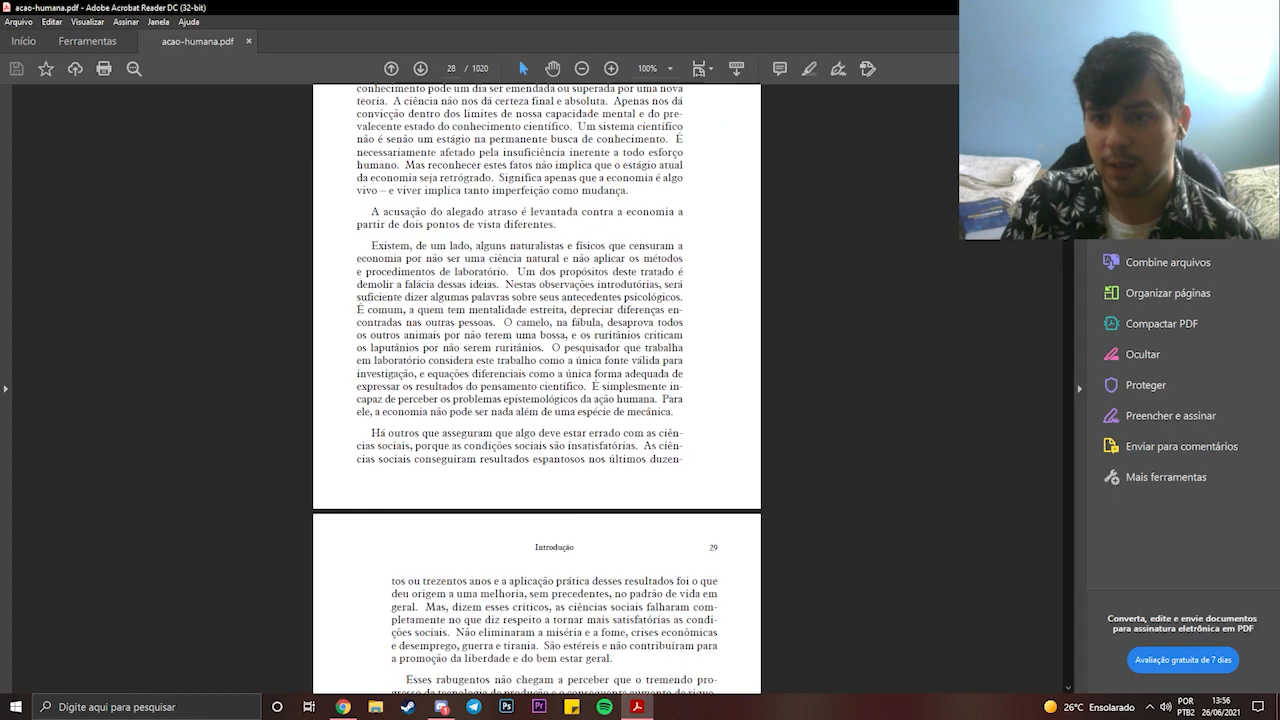 acao-humana.pdf - Adobe Acrobat Reader DC (32-bit)
Arquivo Editar Visualizar Assinar Janela Ajuda
Início Ferramentas acao-humana.pdf ×
28 / 1020 100%
conhecimento pode um dia ser emendada ou superada por uma nova
teoria. A ciência não nos dá certeza final e absoluta. Apenas nos dá
convicção dentro dos limites de nossa capacidade mental e do pre-
valecente estado do conhecimento científico. Um sistema científico
não é senão um estágio na permanente busca de conhecimento. É
necessariamente afetado pela insuficiência inerente a todo esforço
humano. Mas reconhecer estes fatos não implica que o estágio atual
da economia seja retrógrado. Significa apenas que a economia é algo
vivo – e viver implica tanto imperfeição como mudança.
A acusação do alegado atraso é levantada contra a economia a
partir de dois pontos de vista diferentes.
Existem, de um lado, alguns naturalistas e físicos que censuram a
economia por não ser uma ciência natural e não aplicar os métodos
e procedimentos de laboratório. Um dos propósitos deste tratado é
demolir a falácia dessas ideias. Nestas observações introdutórias, será
suficiente dizer algumas palavras sobre seus antecedentes psicológicos.
É comum, a quem tem mentalidade estreita, depreciar diferenças en-
contradas nas outras pessoas. O camelo, na fábula, desaprova todos
os outros animais por não terem uma bossa, e os ruritânios criticam
os laputânios por não serem ruritânios. O pesquisador que trabalha
em laboratório considera este trabalho como a única fonte válida para
investigação, e equações diferenciais como a única forma adequada de
expressar os resultados do pensamento científico. É simplesmente in-
capaz de perceber os problemas epistemológicos da ação humana. Para
ele, a economia não pode ser nada além de uma espécie de mecânica.
Há outros que asseguram que algo deve estar errado com as ciên-
cias sociais, porque as condições sociais são insatisfatórias. As ciên-
cias sociais conseguiram resultados espantosos nos últimos duzen-
Introdução 29
tos ou trezentos anos e a aplicação prática desses resultados foi o que
deu origem a uma melhoria, sem precedentes, no padrão de vida em
geral. Mas, dizem esses críticos, as ciências sociais falharam com-
pletamente no que diz respeito a tornar mais satisfatórias as condi-
ções sociais. Não eliminaram a miséria e a fome, crises econômicas
e desemprego, guerra e tirania. São estéreis e não contribuíram para
a promoção da liberdade e do bem estar geral.
Esses rabugentos não chegam a perceber que o tremendo pro-
gresso da tecnologia de produção e o consequente aumento de rique-
Combine arquivos
Organizar páginas
Compactar PDF
Ocultar
Proteger
Preencher e assinar
Enviar para comentários
Mais ferramentas
Converta, edite e envie documentos
para assinatura eletrônica em PDF
Avaliação gratuita de 7 dias
Digite aqui para pesquisar
26°C Ensolarado
POR
PTB2
13:56
26/06/2021